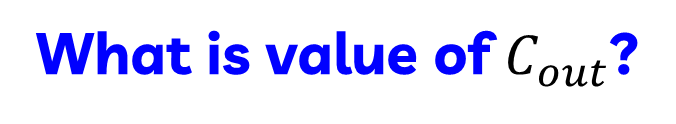 What is value of C_out?